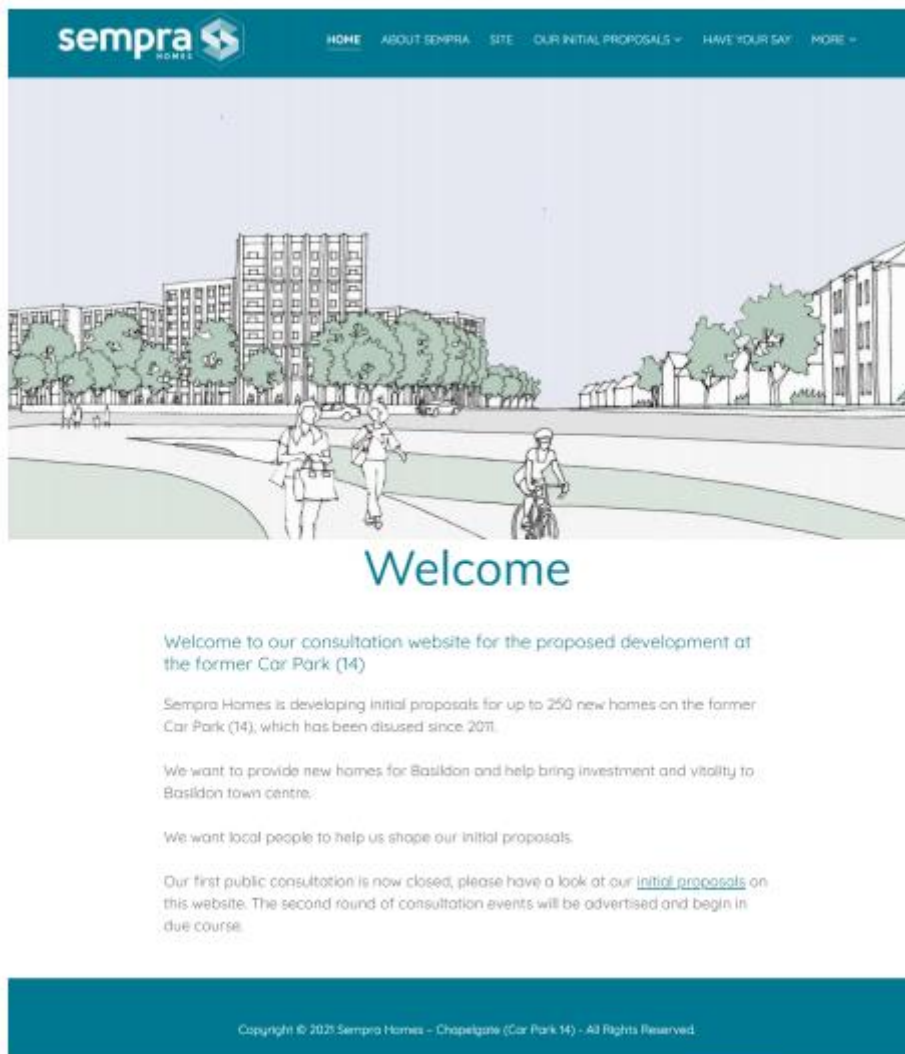 sempra
HOMES
HOME ABOUT SEMPRA SITE OUR INITIAL PROPOSALS HAVE YOUR SAY MORE
Welcome
Welcome to our consultation website for the proposed development at
the former Car Park (14)
Sempra Homes is developing initial proposals for up to 250 new homes on the former
Car Park (14), which has been disused since 2011.
We want to provide new homes for Basildon and help bring investment and vitality to
Basildon town centre.
We want local people to help us shape our initial proposals.
Our first public consultation is now closed, please have a look at our initial proposals on
this website. The second round of consultation events will be advertised and begin in
due course.
Copyright © 2021 Sempra Homes – Chapelgate (Car Park 14) - All Rights Reserved.